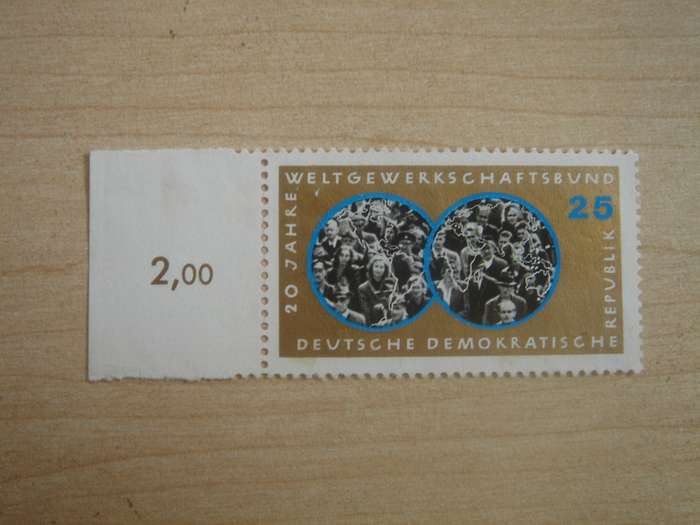 2,00
20 JAHRE
WELTGEWERKSCHAFTSBUND
25
DEUTSCHE DEMOKRATISCHE
REPUBLIK